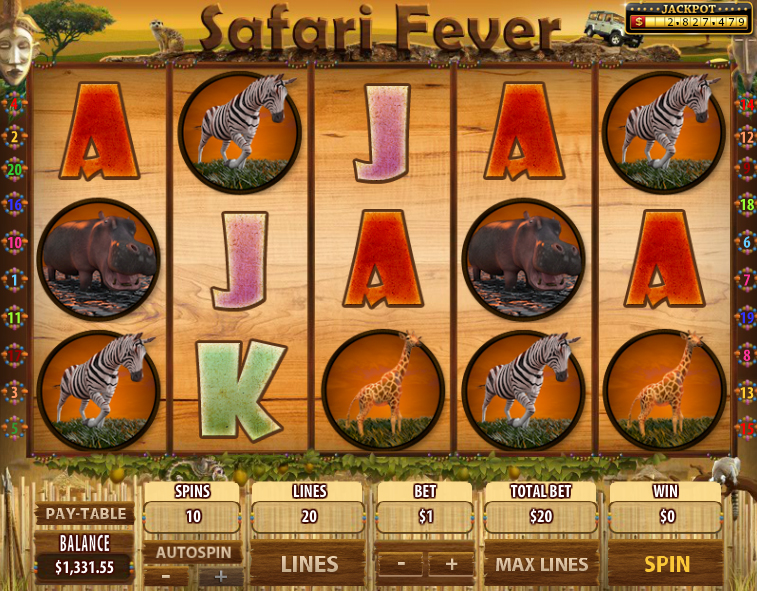 Safari Fever
JACKPOT
$ 2.827.479
A J A
4 14
2 12
20
16 18
J A A
10 6
1 7
11 19
K
8
3 13
5 15
PAY-TABLE
BALANCE
$1,331.55
SPINS
10
AUTOSPIN
- +
LINES
20
LINES
BET
$1
- +
TOTAL BET
$20
MAX LINES
WIN
$0
SPIN